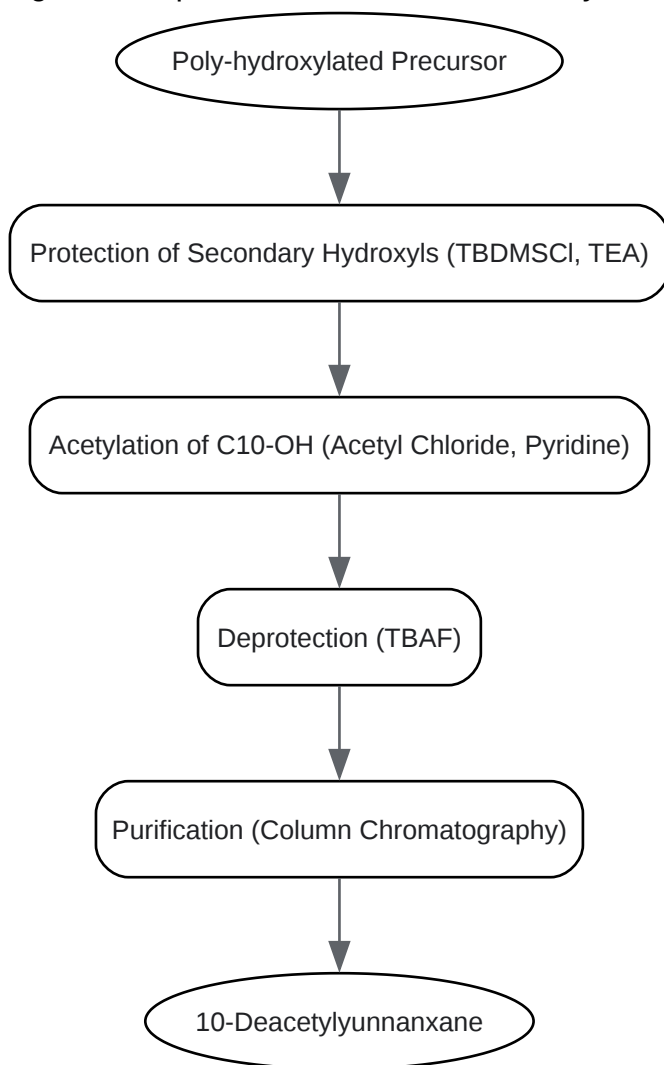 Poly-hydroxylated Precursor
Protection of Secondary Hydroxyls (TBDMSCl, TEA)
Acetylation of C10-OH (Acetyl Chloride, Pyridine)
Deprotection (TBAF)
Purification (Column Chromatography)
10-Deacetylyunnanxane